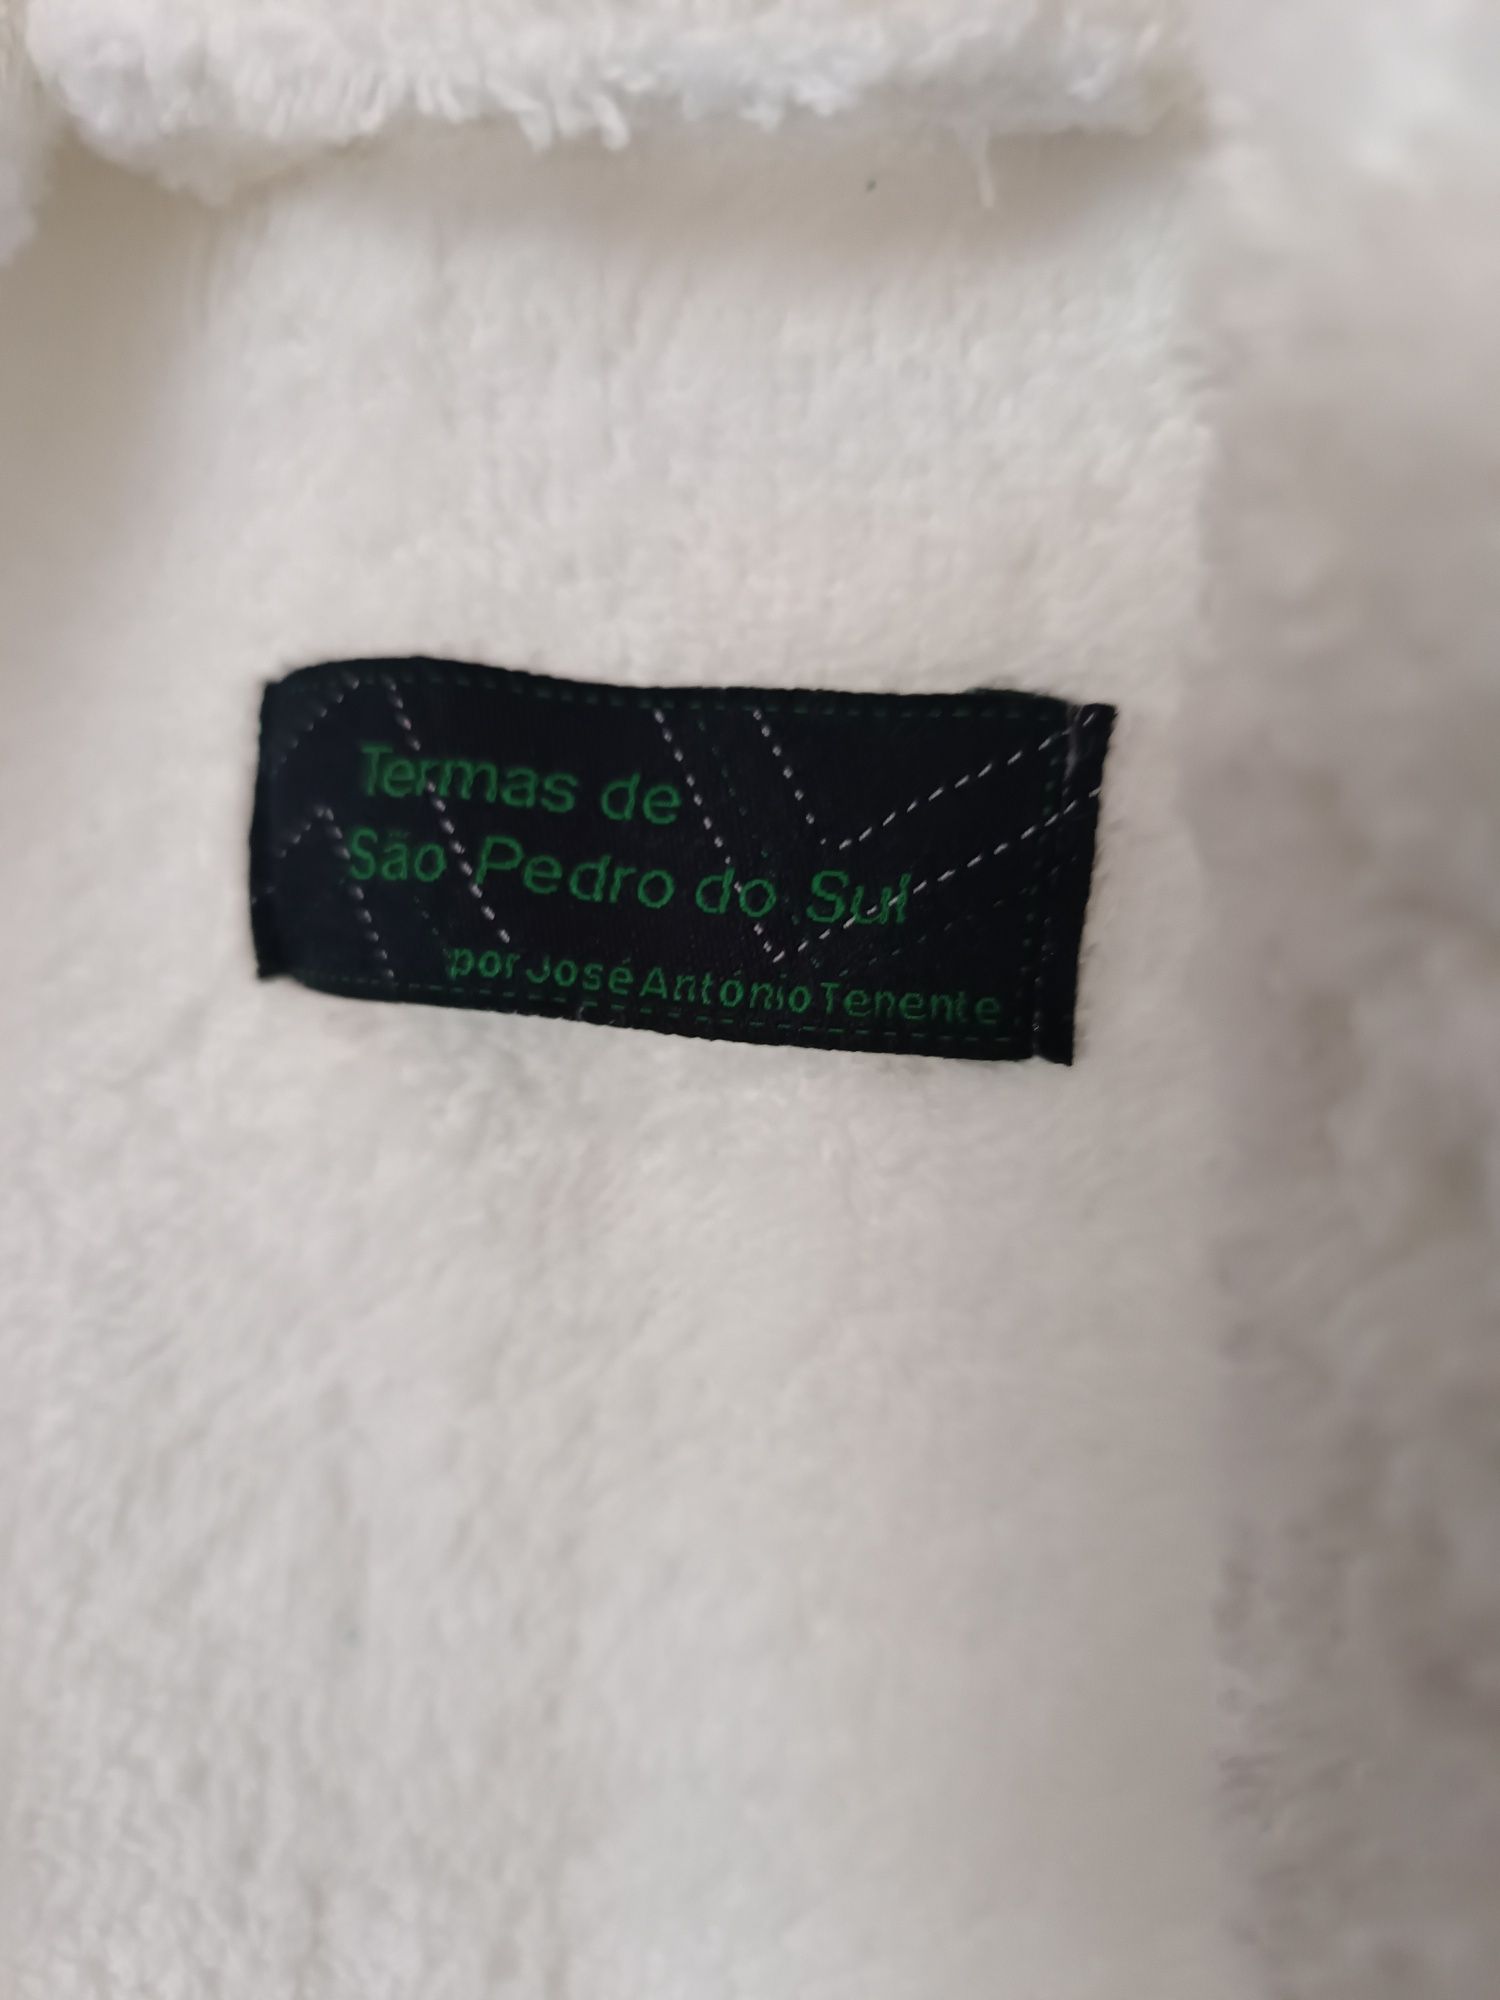 Termas de
São Pedro do Sul
por José António Tenente